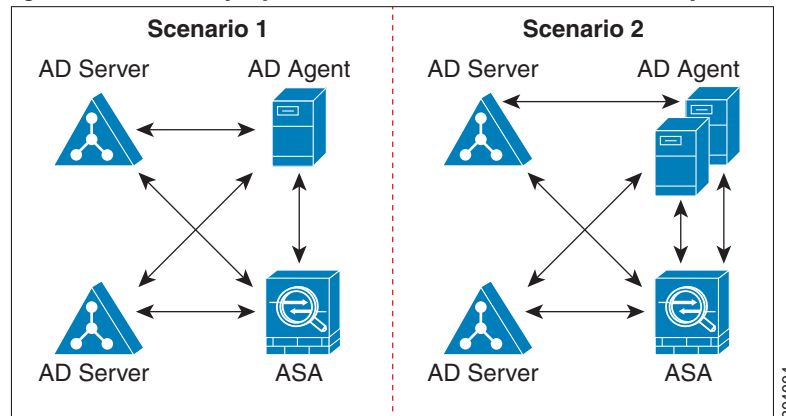 Scenario 1
Scenario 2
AD Server
AD Agent
AD Server
AD Agent
AD Server
ASA
AD Server
ASA